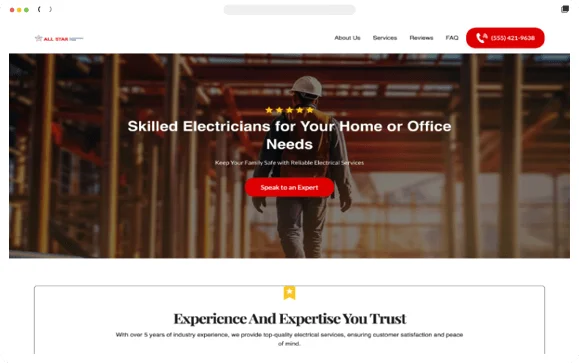 ALL STAR
About Us
Services
Reviews
FAQ
(555) 421-9638
Skilled Electricians for Your Home or Office
Needs
Keep Your Family Safe with Reliable Electrical Services
Speak to an Expert
Experience And Expertise You Trust
With over 5 years of industry experience, we provide top-quality electrical services, ensuring customer satisfaction and peace
of mind.